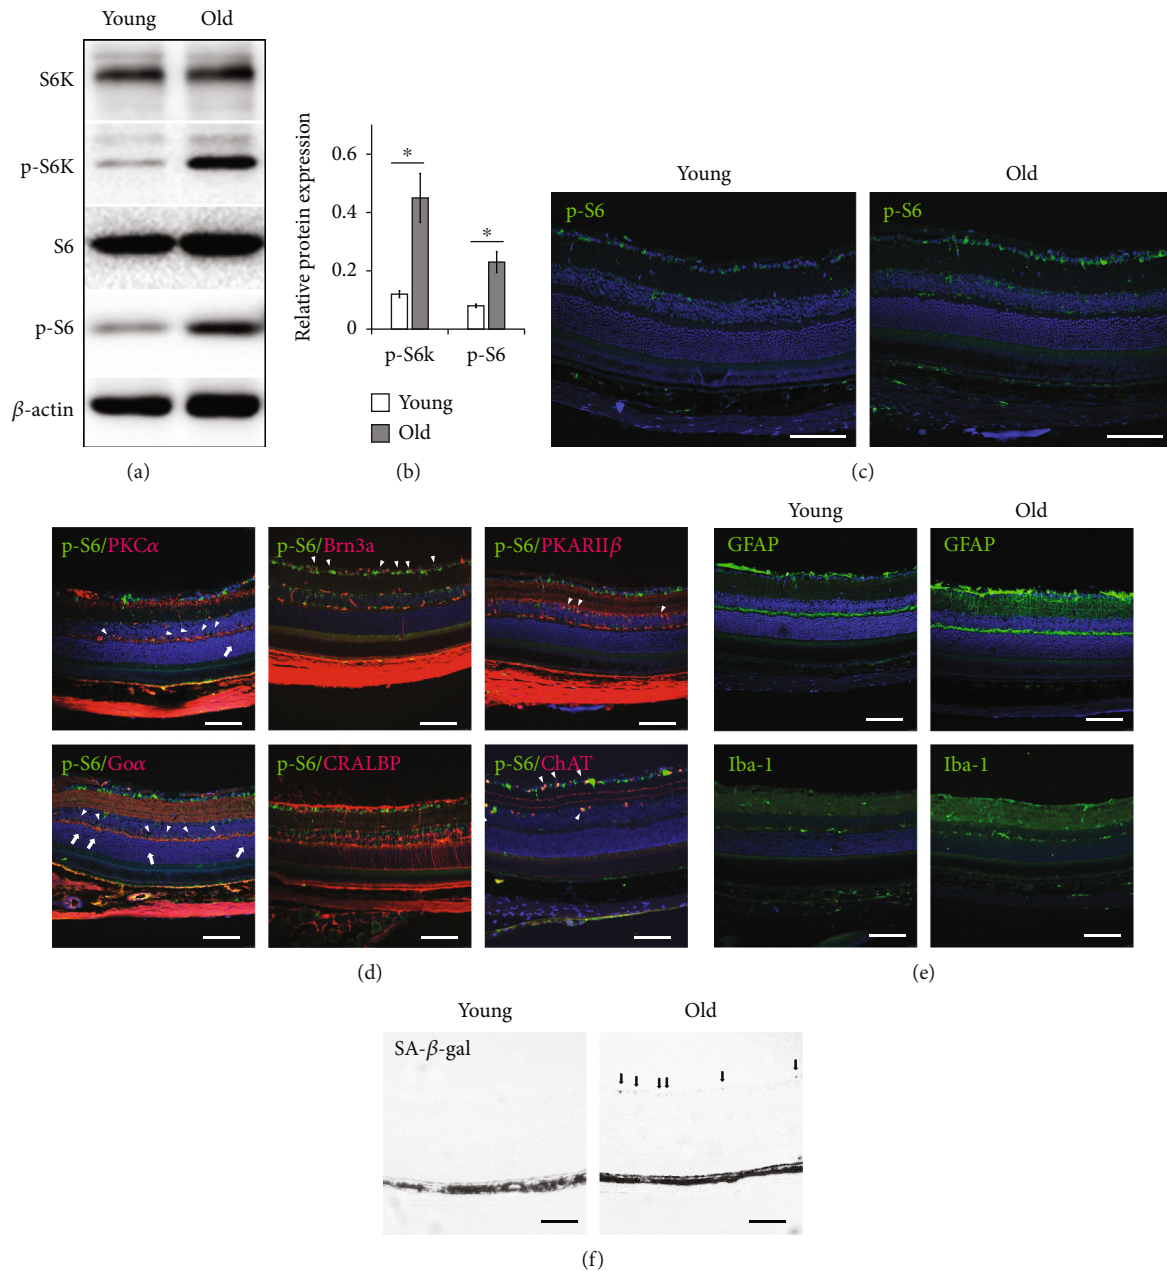 Young Old
S6K
p-S6K
S6
p-S6
β-actin
(a)
Relative protein expression
0.6
0.4
0.2
0
*
*
p-S6k p-S6
Young
Old
(b)
Young Old
p-S6 p-S6
(c)
p-S6/PKCα p-S6/Brn3a p-S6/PKARIIβ
p-S6/Goα p-S6/CRALBP p-S6/ChAT
(d)
Young Old
GFAP GFAP
Iba-1 Iba-1
(e)
Young Old
SA-β-gal
(f)